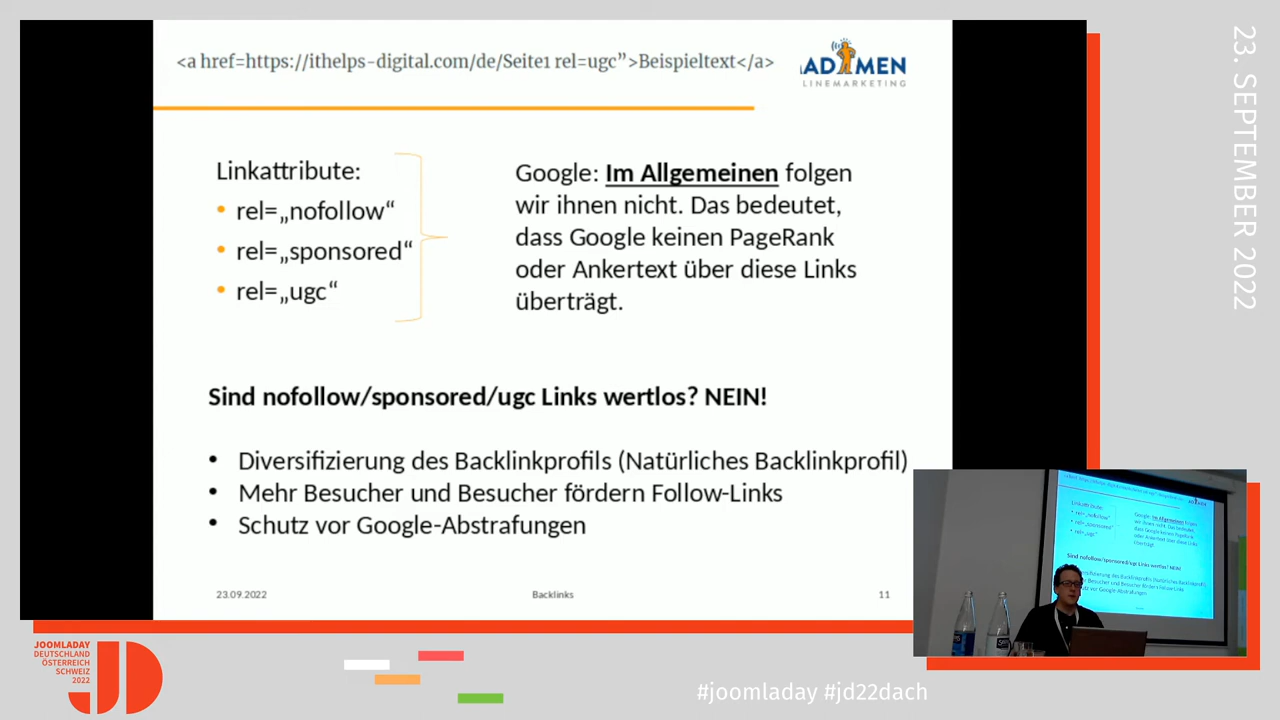 <a href=https://ithelps-digital.com/de/Seite1 rel=ugc”>Beispieltext</a>
AD MEN
LINEMARKETING
Linkattribute:
• rel=„nofollow“
• rel=„sponsored“
• rel=„ugc“
Google: Im Allgemeinen folgen
wir ihnen nicht. Das bedeutet,
dass Google keinen PageRank
oder Ankertext über diese Links
überträgt.
Sind nofollow/sponsored/ugc Links wertlos? NEIN!
• Diversifizierung des Backlinkprofils (Natürliches Backlinkprofil)
• Mehr Besucher und Besucher fördern Follow-Links
• Schutz vor Google-Abstrafungen
23.09.2022
Backlinks
11
23. SEPTEMBER 2022
JOOMLADAY
DEUTSCHLAND
ÖSTERREICH
SCHWEIZ
2022
JD
#joomladay #jd22dach